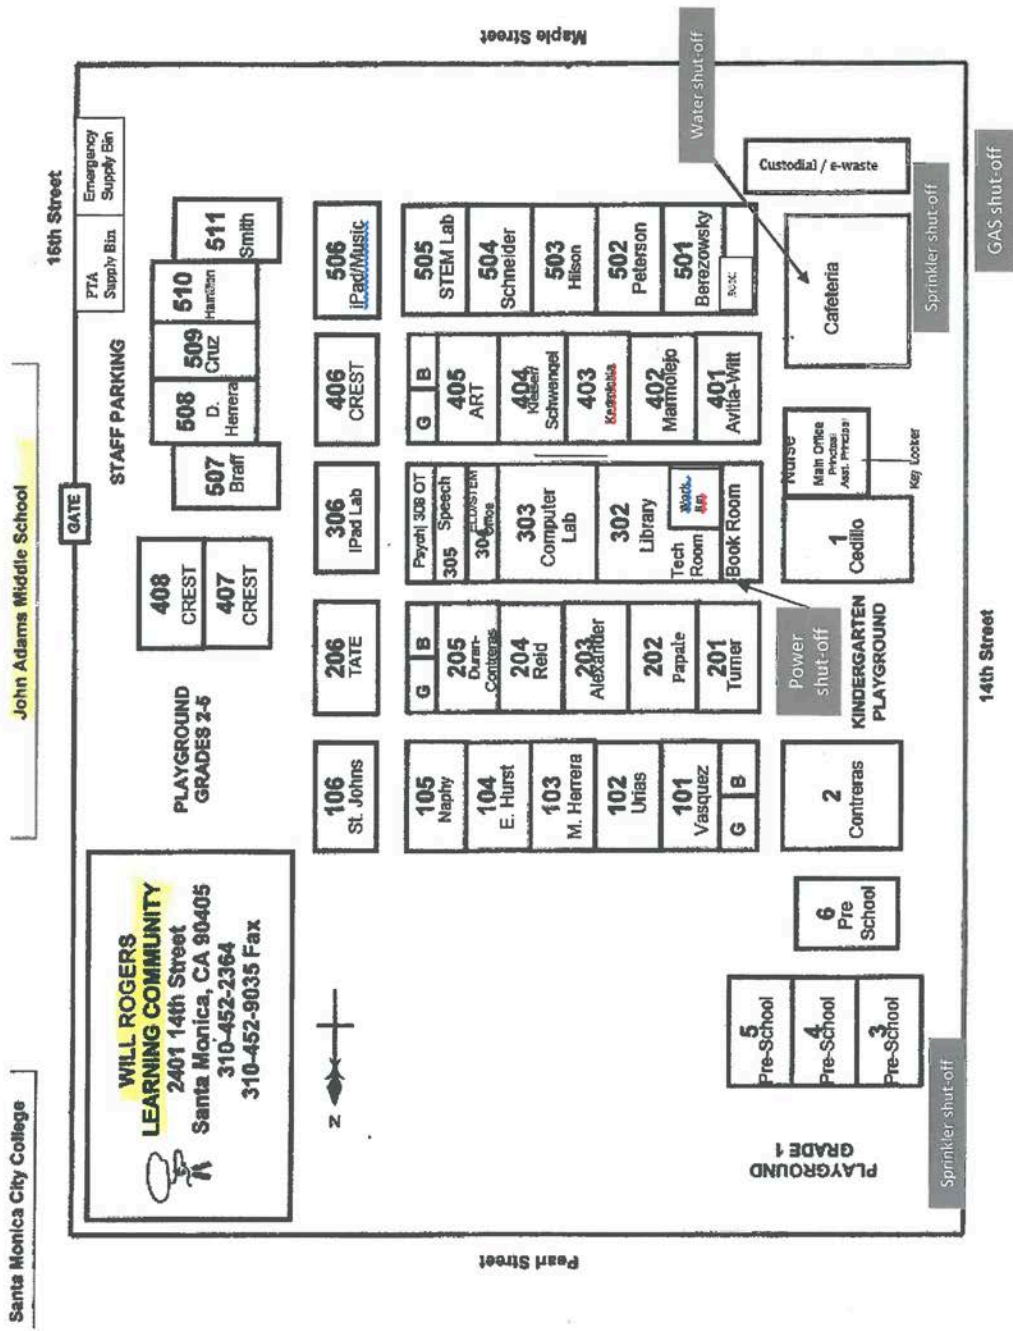 Santa Monica City College
John Adams Middle School
15th Street
WILL ROGERS
LEARNING COMMUNITY
2401 14th Street
Santa Monica, CA 90405
310-452-2364
310-452-9035 Fax
GATE
PTA
Supply Bin
Emergency
Supply Bin
STAFF PARKING
PLAYGROUND
GRADES 2-5
408
CREST
407
CREST
507
Braff
508
D.
Herrera
509
Cruz
510
Hamilton
511
Smith
N
106
St. Johns
206
TATE
306
iPad Lab
406
CREST
506
iPad/Music
105
Naphy
104
E. Hurst
103
M. Herrera
102
Urias
101
Vasquez
G
B
G
B
205
Duran-
Contreras
204
Reid
203
Alexander
202
Papale
201
Turner
Psych| 308 OT
305
Speech
304
ELD/STEM
Office
303
Computer
Lab
302
Library
Work
Rm
Tech
Room
Book Room
G
B
405
ART
404
Schwengel
403
402
Marmolejo
401
Avitia-Witt
505
STEM Lab
504
Schneider
503
Hilson
502
Peterson
501
Berezowsky
Pearl Street
Maple Street
PLAYGROUND
GRADE 1
5
Pre-School
4
Pre-School
3
Pre-School
6
Pre
School
2
Contreras
KINDERGARTEN
PLAYGROUND
Power
shut-off
1
Cedillo
Nurse
Main Office
Principal
Asst. Principal
Key Locker
Cafeteria
Custodial / e-waste
Water shut-off
Sprinkler shut-off
Sprinkler shut-off
14th Street
GAS shut-off